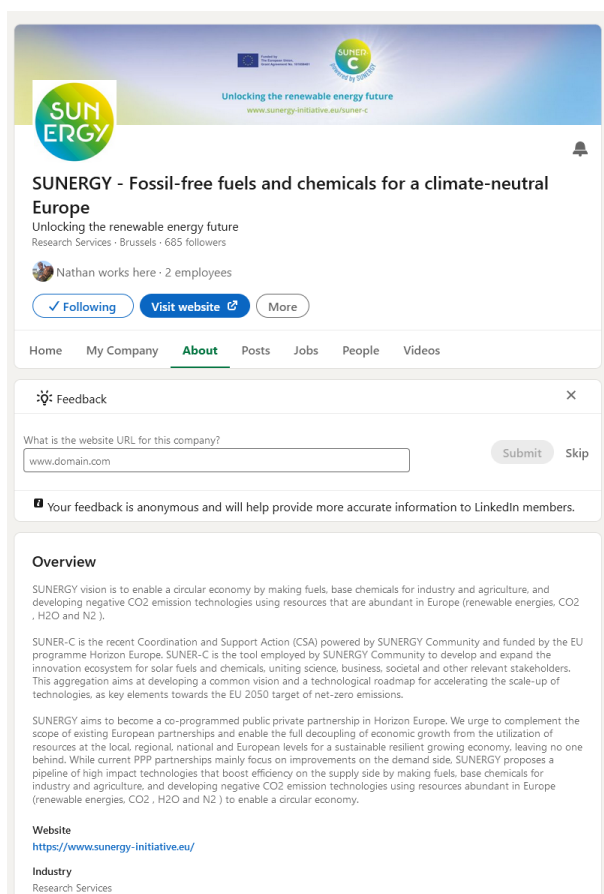 Funded by
The European Union.
SUNER
C
powered by SUNERGY
Unlocking the renewable energy future
www.sunergy-initiative.eu/suner-c
SUN
ERGY
SUNERGY - Fossil-free fuels and chemicals for a climate-neutral
Europe
Unlocking the renewable energy future
Research Services · Brussels · 685 followers
Nathan works here · 2 employees
✓ Following Visit website More
Home My Company About Posts Jobs People Videos
Feedback
What is the website URL for this company?
www.domain.com
Submit Skip
Your feedback is anonymous and will help provide more accurate information to LinkedIn members.
Overview
SUNERGY vision is to enable a circular economy by making fuels, base chemicals for industry and agriculture, and
developing negative CO2 emission technologies using resources that are abundant in Europe (renewable energies, CO2
, H2O and N2 ).
SUNER-C is the recent Coordination and Support Action (CSA) powered by SUNERGY Community and funded by the EU
programme Horizon Europe. SUNER-C is the tool employed by SUNERGY Community to develop and expand the
innovation ecosystem for solar fuels and chemicals, uniting science, business, societal and other relevant stakeholders.
This aggregation aims at developing a common vision and a technological roadmap for accelerating the scale-up of
technologies, as key elements towards the EU 2050 target of net-zero emissions.
SUNERGY aims to become a co-programmed public private partnership in Horizon Europe. We urge to complement the
scope of existing European partnerships and enable the full decoupling of economic growth from the utilization of
resources at the local, regional, national and European levels for a sustainable resilient growing economy, leaving no one
behind. While current PPP partnerships mainly focus on improvements on the demand side, SUNERGY proposes a
pipeline of high impact technologies that boost efficiency on the supply side by making fuels, base chemicals for
industry and agriculture, and developing negative CO2 emission technologies using resources abundant in Europe
(renewable energies, CO2 , H2O and N2 ) to enable a circular economy.
Website
https://www.sunergy-initiative.eu/
Industry
Research Services